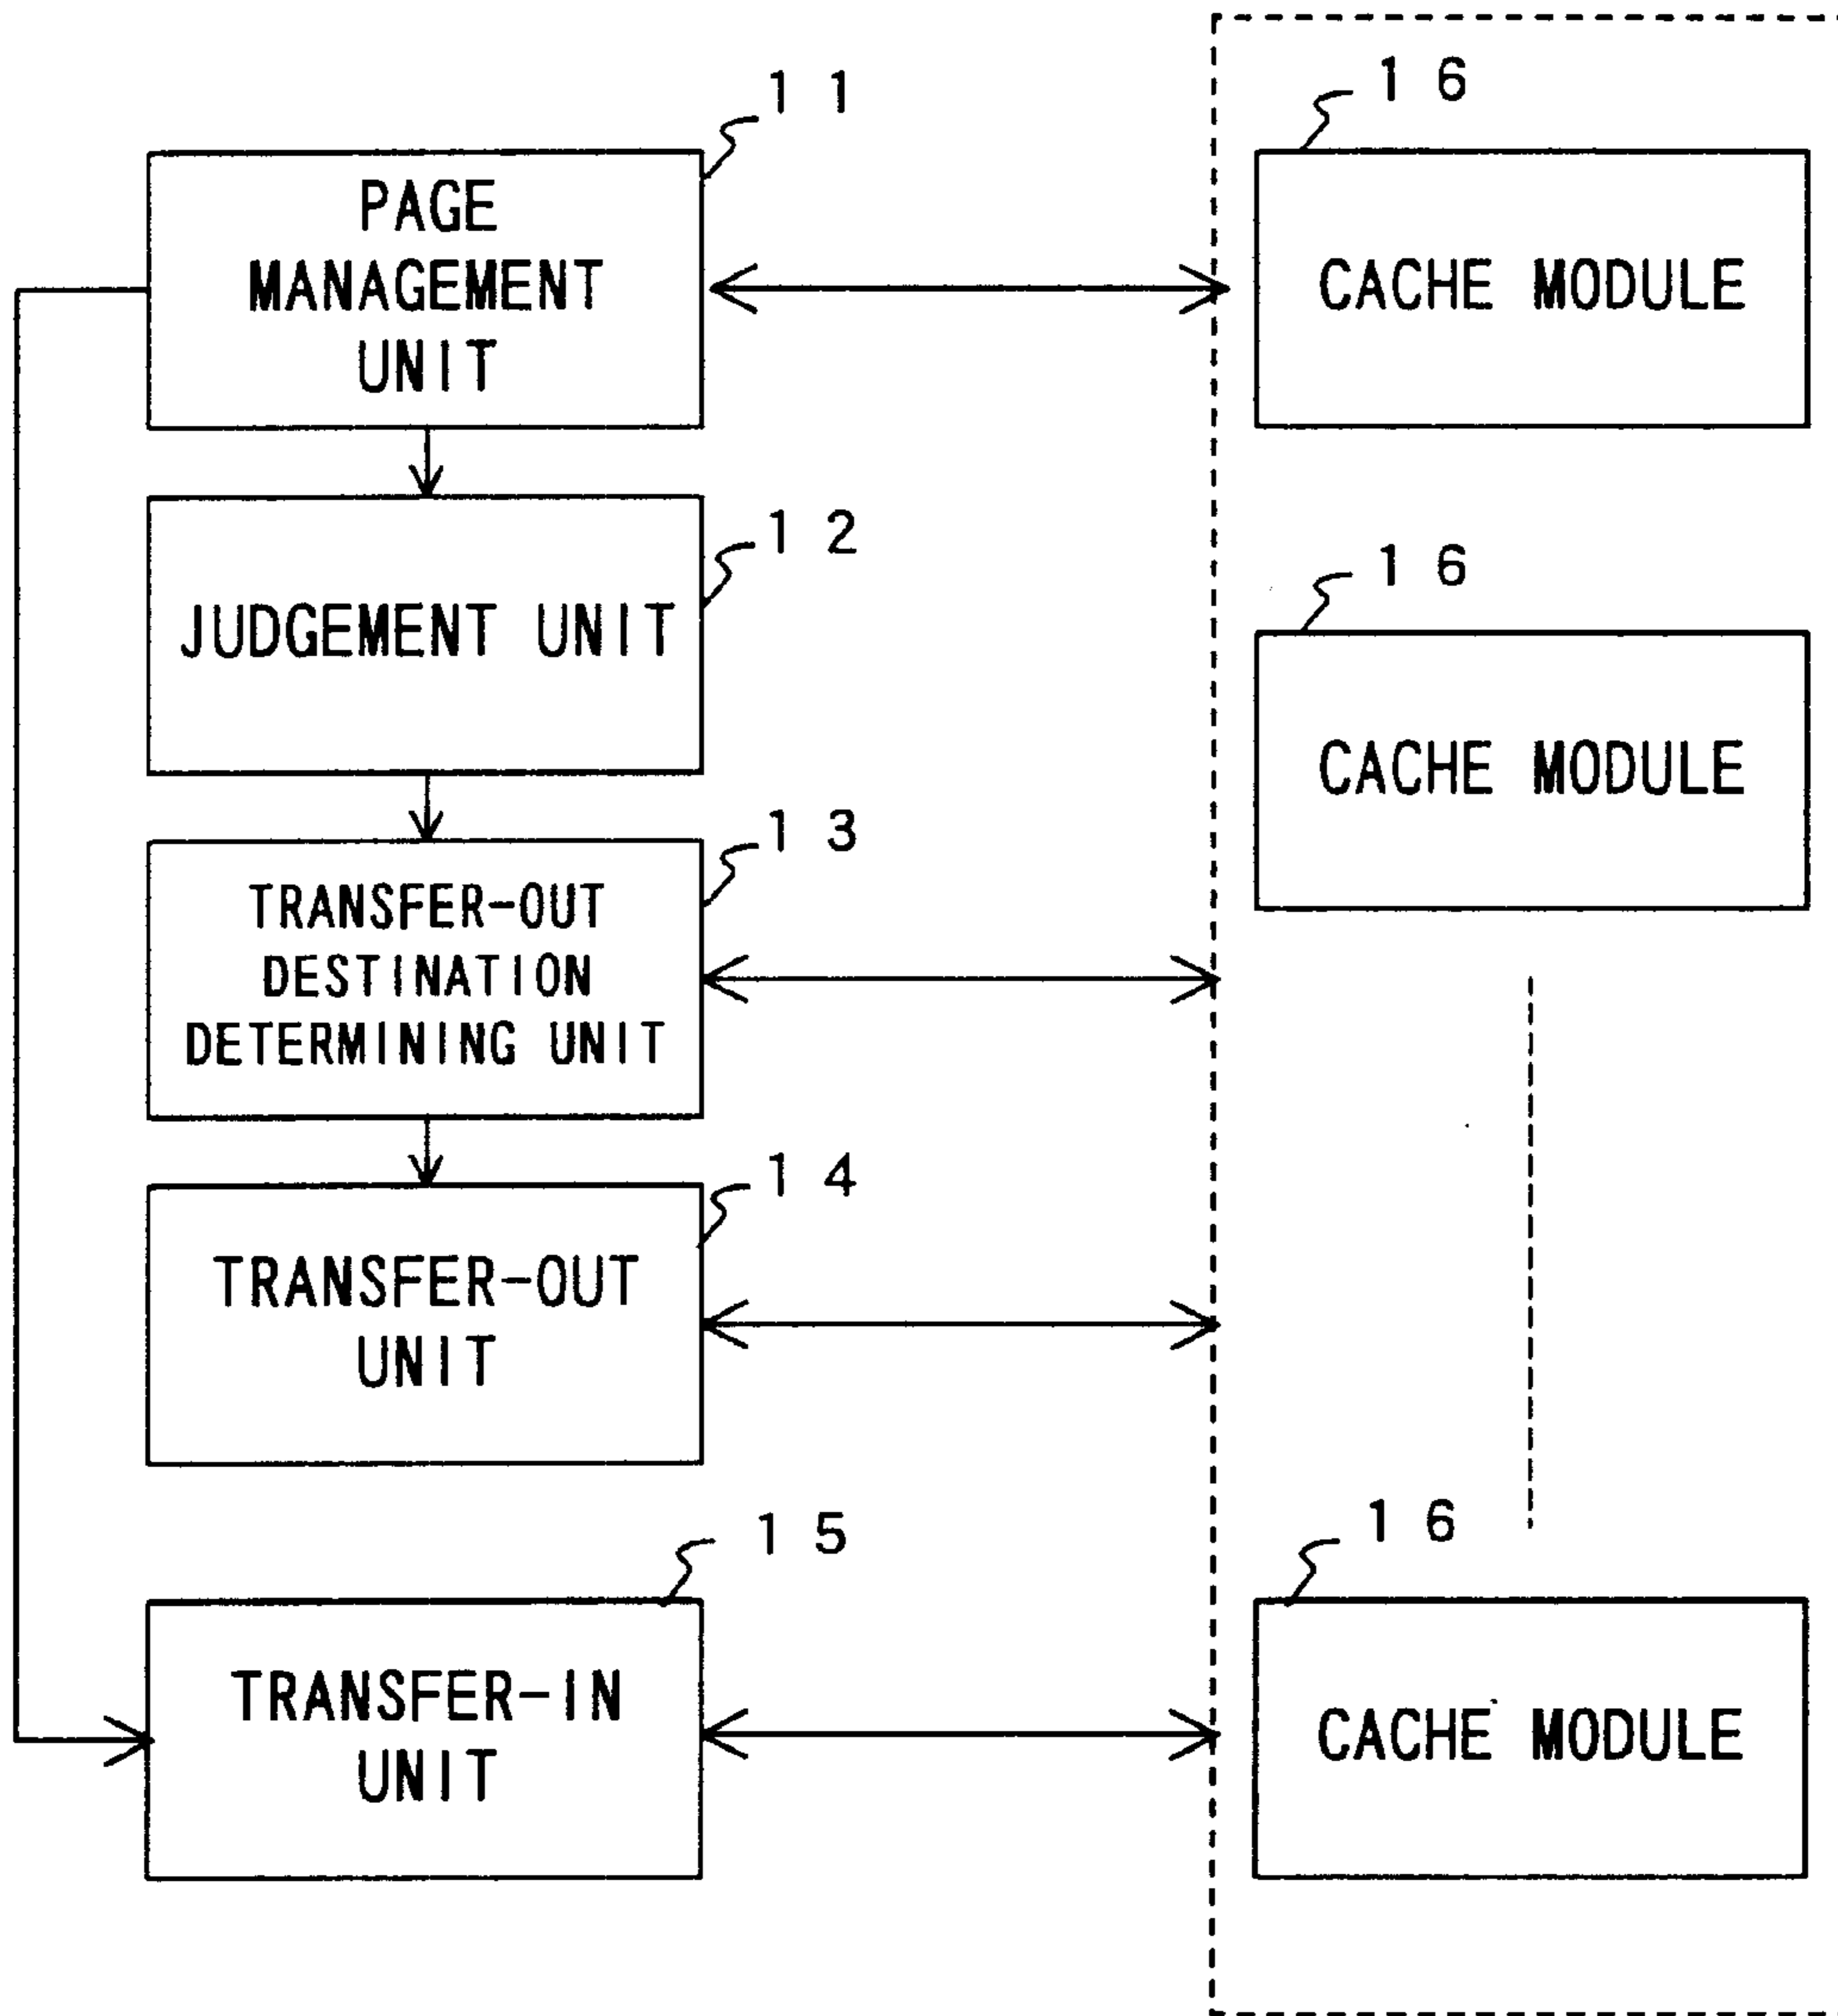 11
PAGE
MANAGEMENT
UNIT
16
CACHE MODULE
12
JUDGEMENT UNIT
16
CACHE MODULE
13
TRANSFER-OUT
DESTINATION
DETERMINING UNIT
14
TRANSFER-OUT
UNIT
15
TRANSFER-IN
UNIT
16
CACHE MODULE